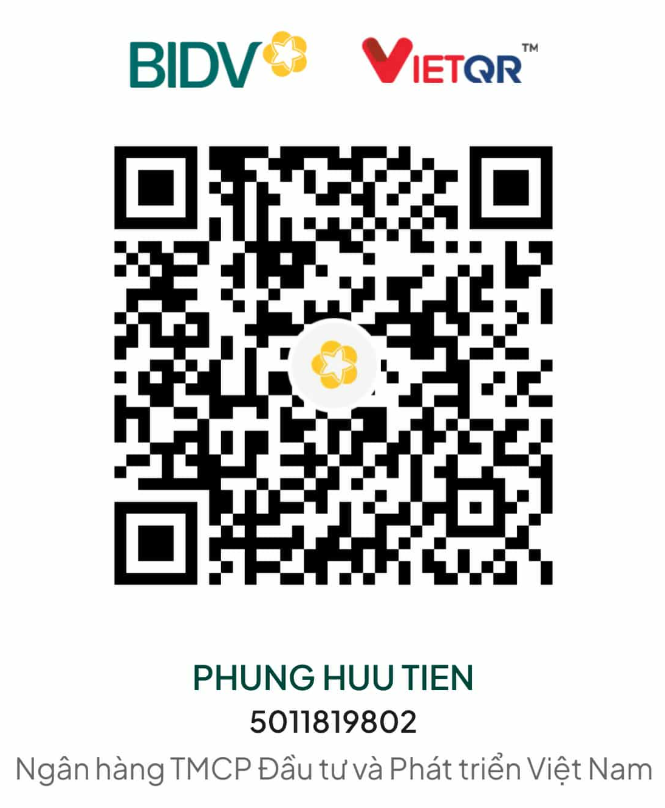 BIDV VIETQR™
PHUNG HUU TIEN
5011819802
Ngân hàng TMCP Đầu tư và Phát triển Việt Nam